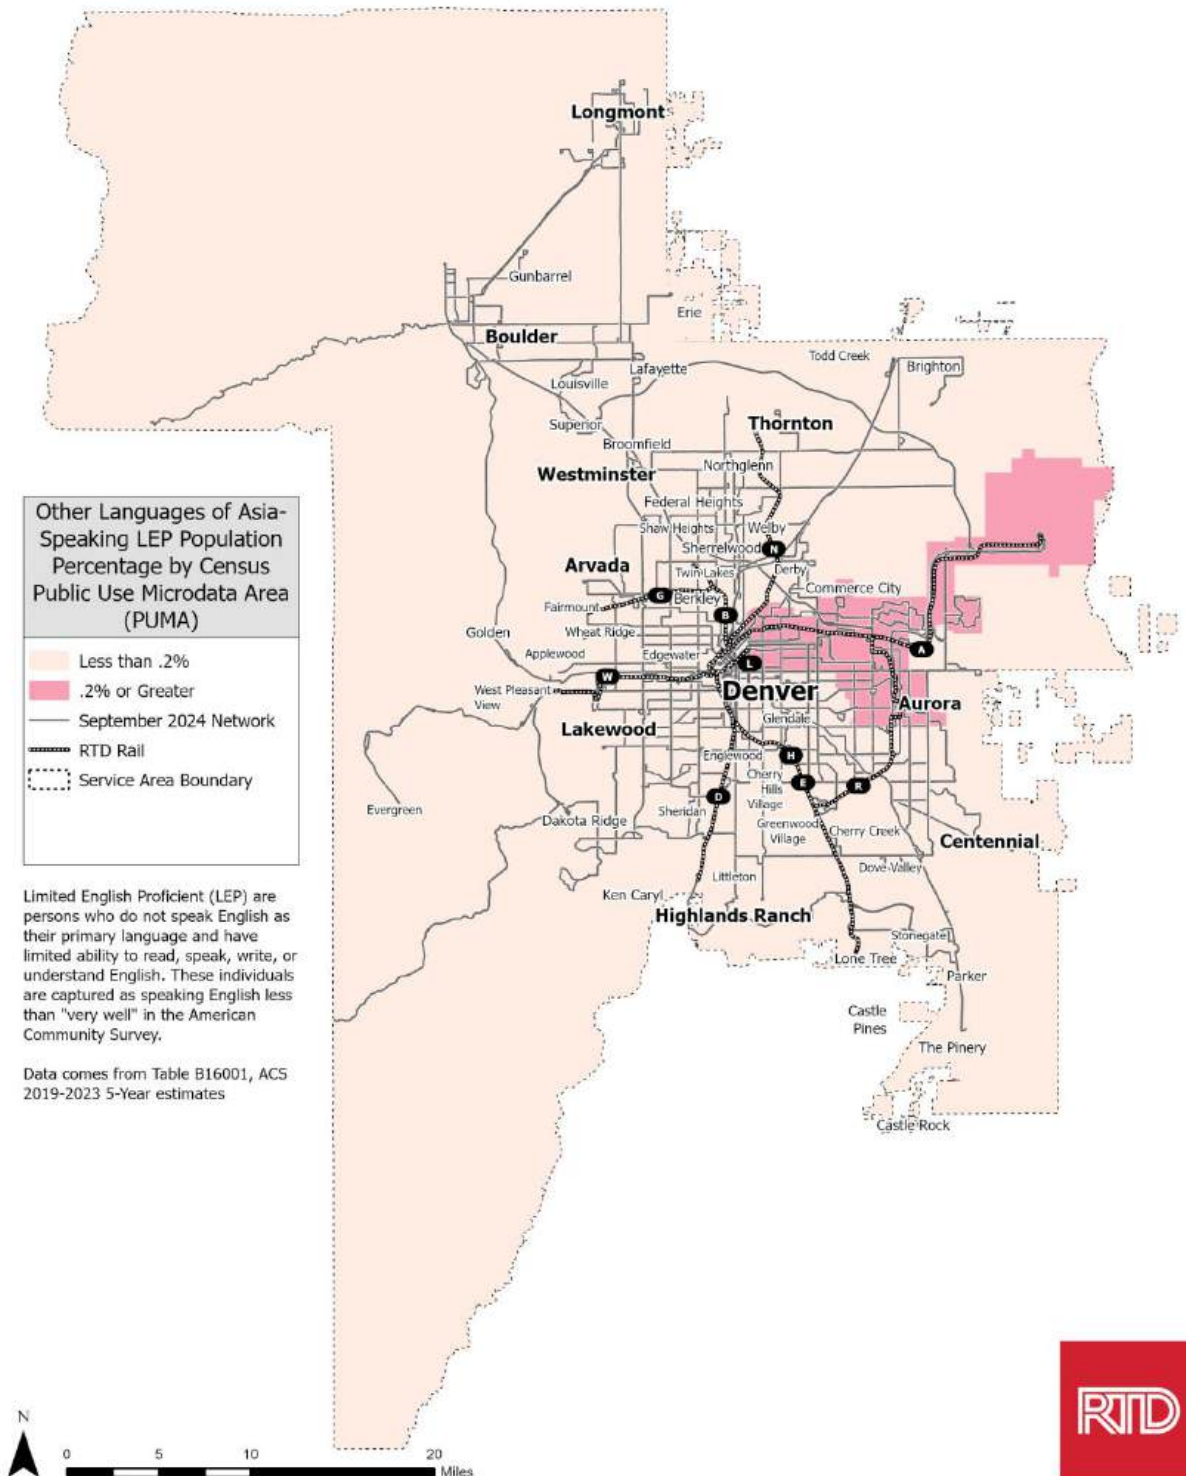 Longmont
Gunbarrel
Erie
Boulder
Todd Creek
Brighton
Lafayette
Louisville
Superior
Thornton
Broomfield
Westminster
Northglenn
Federal Heights
Shaw Heights
Welby
Sherrelwood
N
Arvada
Twin Lakes
Derby
Commerce City
G
Berkley
Fairmount
B
Golden
Wheat Ridge
Applewood
Edgewater
A
L
W
West Pleasant
View
Denver
Aurora
Lakewood
Glendale
Englewood
H
Cherry
Hills
Village
E
R
D
Evergreen
Sheridan
Dakota Ridge
Greenwood
Village
Cherry Creek
Centennial
Dove Valley
Littleton
Ken Caryl
Highlands Ranch
Stonegate
Lone Tree
Parker
Castle
Pines
The Pinery
Castle Rock
Other Languages of Asia-
Speaking LEP Population
Percentage by Census
Public Use Microdata Area
(PUMA)
Less than .2%
.2% or Greater
September 2024 Network
RTD Rail
Service Area Boundary
Limited English Proficient (LEP) are
persons who do not speak English as
their primary language and have
limited ability to read, speak, write, or
understand English. These individuals
are captured as speaking English less
than "very well" in the American
Community Survey.
Data comes from Table B16001, ACS
2019-2023 5-Year estimates
N
0 5 10 20
Miles
RTD